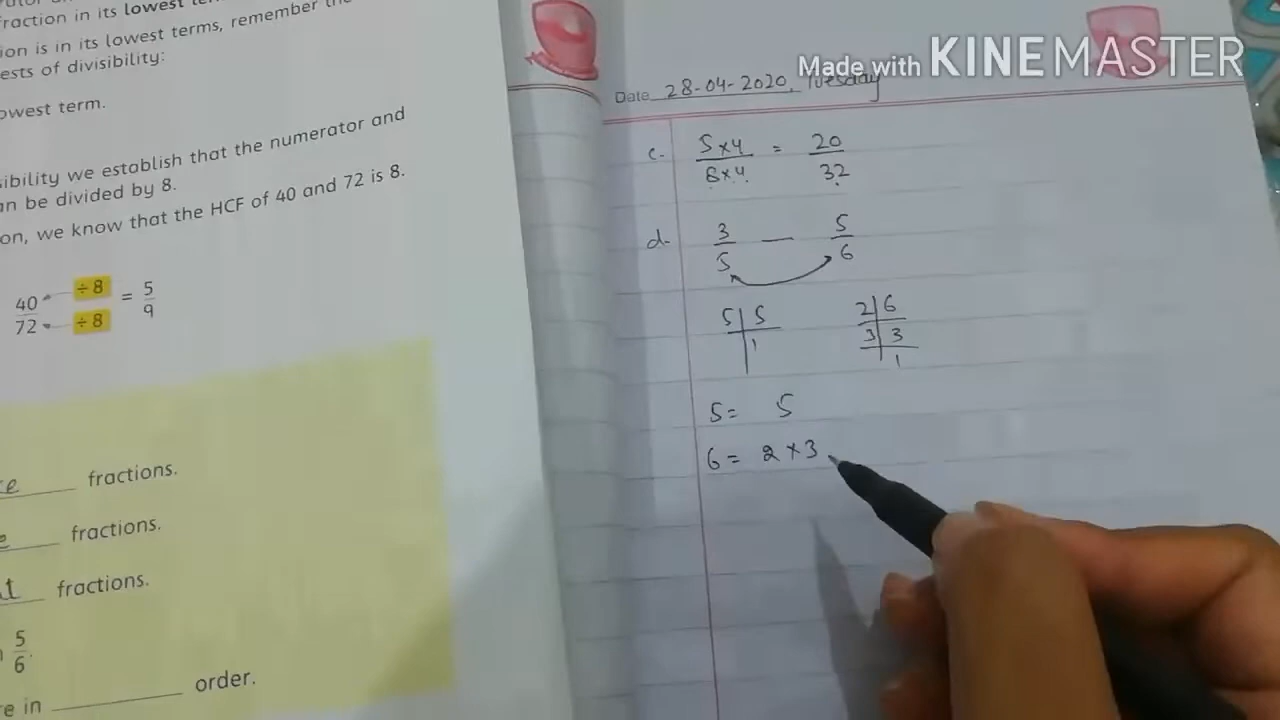 fraction in its lowest
ion is in its lowest terms, remember the
ests of divisibility:
owest term.
sibility we establish that the numerator and
an be divided by 8.
on, we know that the HCF of 40 and 72 is 8.
40/72 ÷8 ÷8 = 5/9
fractions.
fractions.
fractions.
5/6.
re in ______ order.
Made with KINEMASTER
Date 28-04-2020, Tuesday
c. 5×4/8×4 = 20/32
d. 3/5 — 5/6
5|5 2|6
1 3|3
1
5 = 5
6 = 2×3